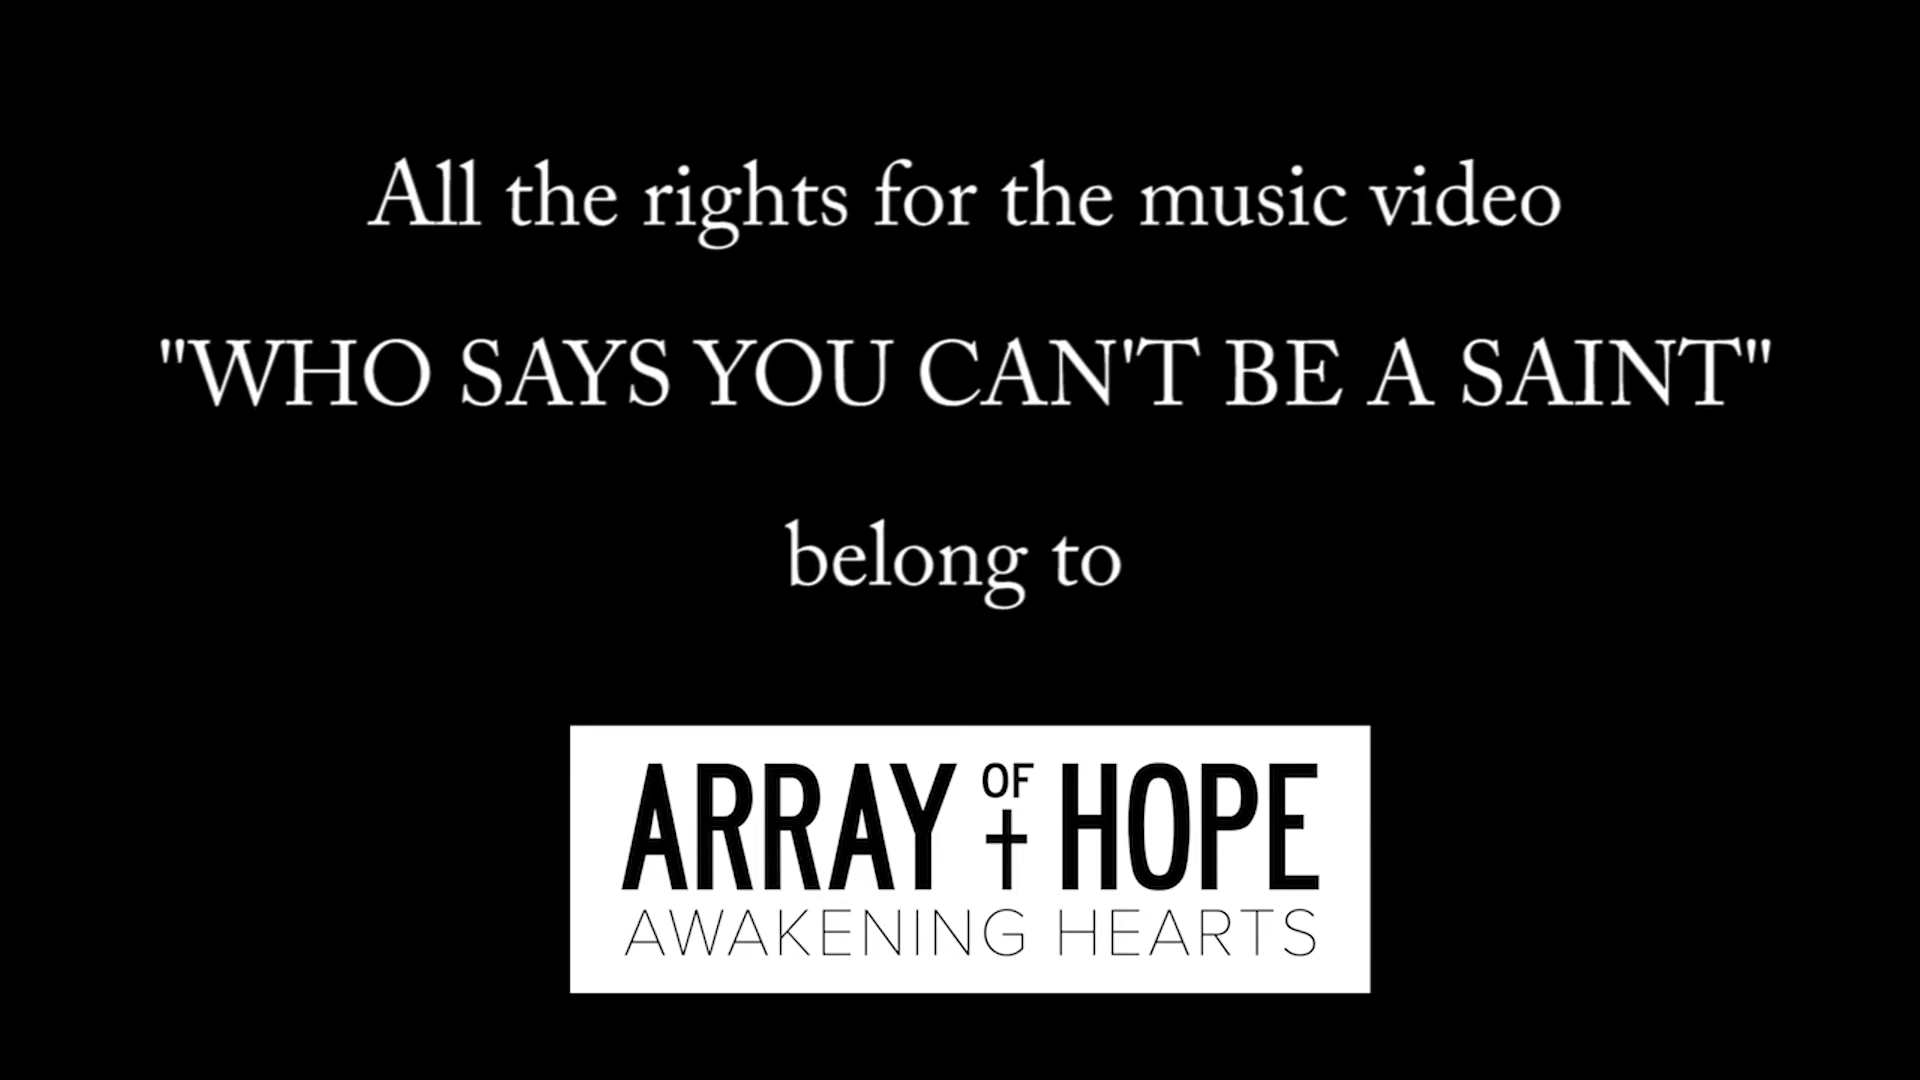 All the rights for the music video
"WHO SAYS YOU CAN'T BE A SAINT"
belong to
ARRAY OF HOPE
AWAKENING HEARTS